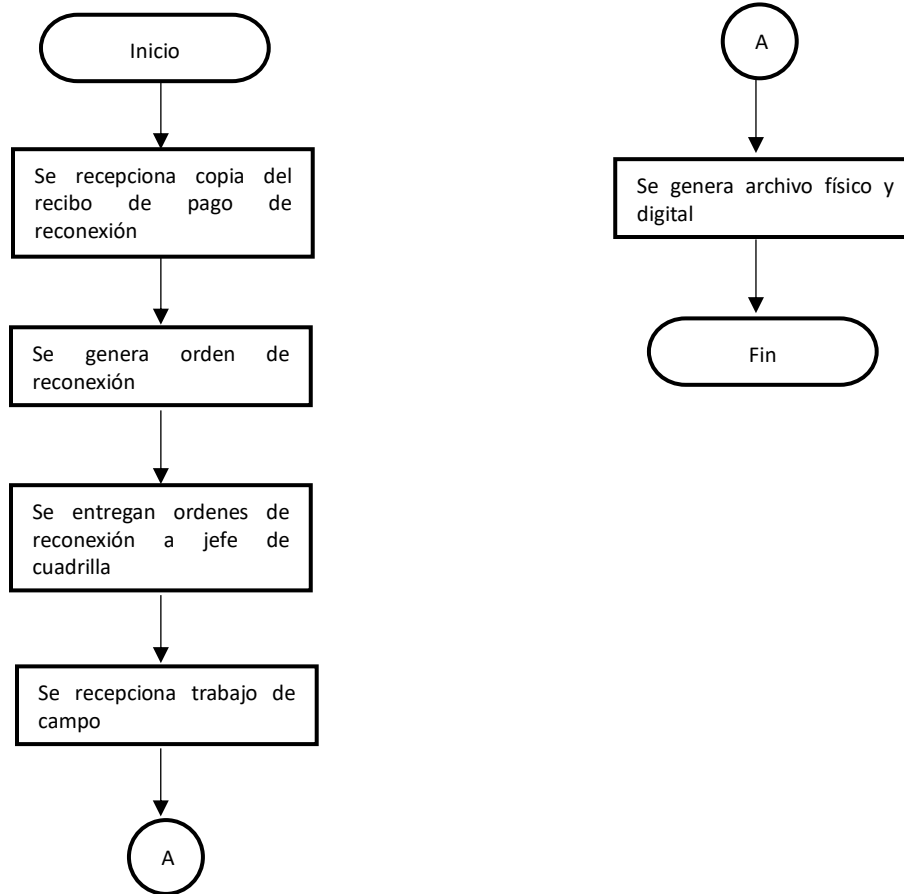 Inicio
Se recepciona copia del
recibo de pago de
reconexión
Se genera orden de
reconexión
Se entregan ordenes de
reconexión a jefe de
cuadrilla
Se recepciona trabajo de
campo
A
A
Se genera archivo físico y
digital
Fin